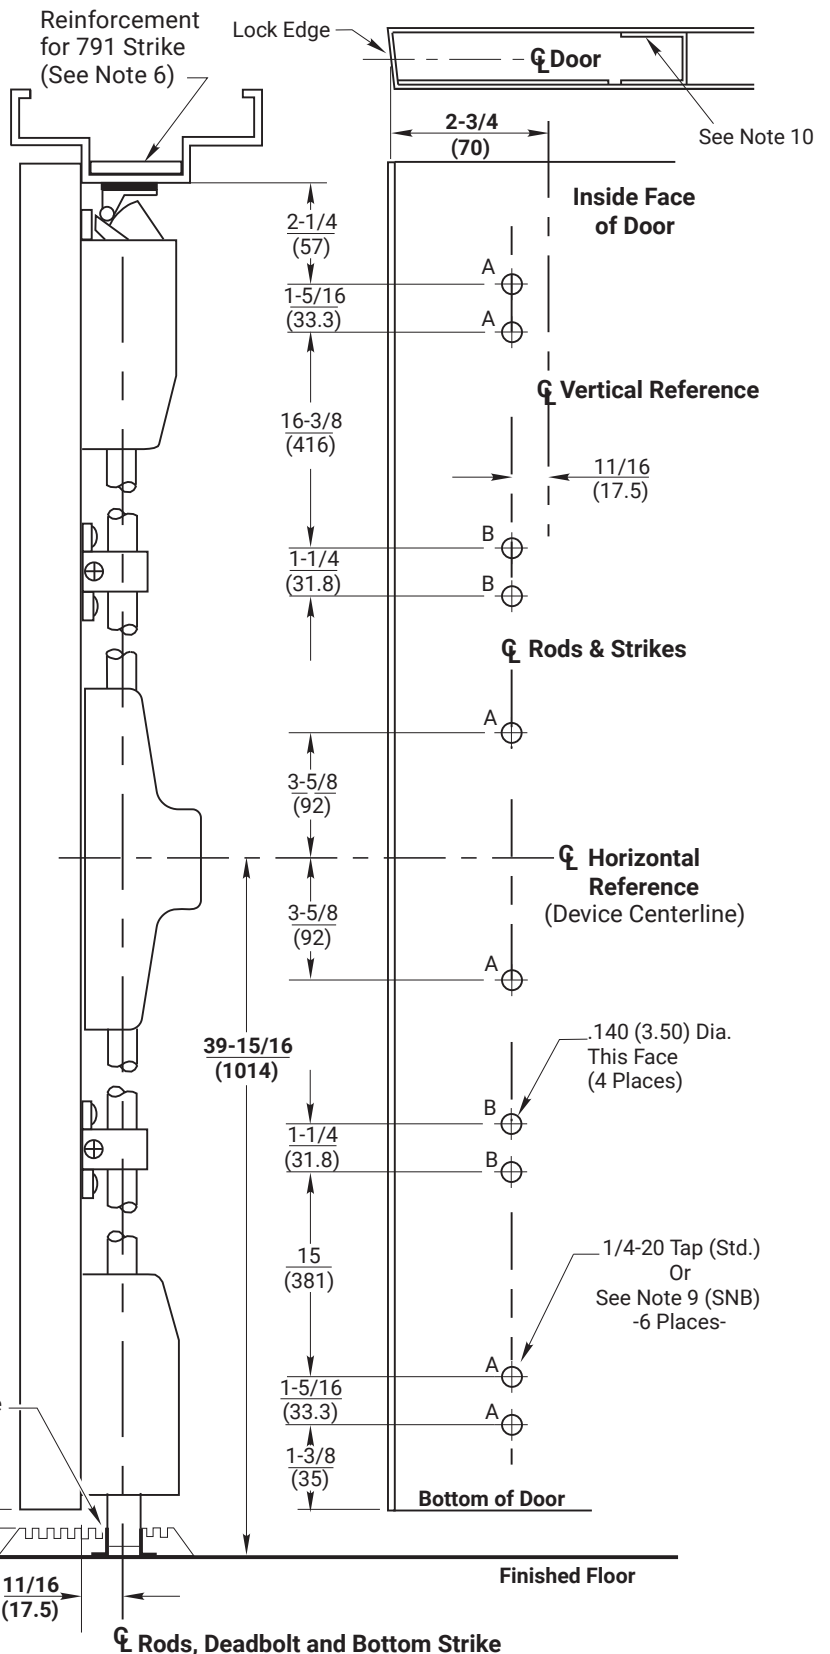 Reinforcement
for 791 Strike
(See Note 6)
Lock Edge
℄ Door
See Note 10
2-3/4
(70)
Inside Face
of Door
2-1/4
(57)
A
1-5/16
(33.3)
A
℄ Vertical Reference
16-3/8
(416)
11/16
(17.5)
B
1-1/4
(31.8)
B
℄ Rods & Strikes
A
3-5/8
(92)
℄ Horizontal
Reference
(Device Centerline)
3-5/8
(92)
A
39-15/16
(1014)
.140 (3.50) Dia.
This Face
(4 Places)
B
1-1/4
(31.8)
B
15
(381)
1/4-20 Tap (Std.)
Or
See Note 9 (SNB)
-6 Places-
A
1-5/16
(33.3)
A
1-3/8
(35)
Bottom of Door
Finished Floor
11/16
(17.5)
℄ Rods, Deadbolt and Bottom Strike